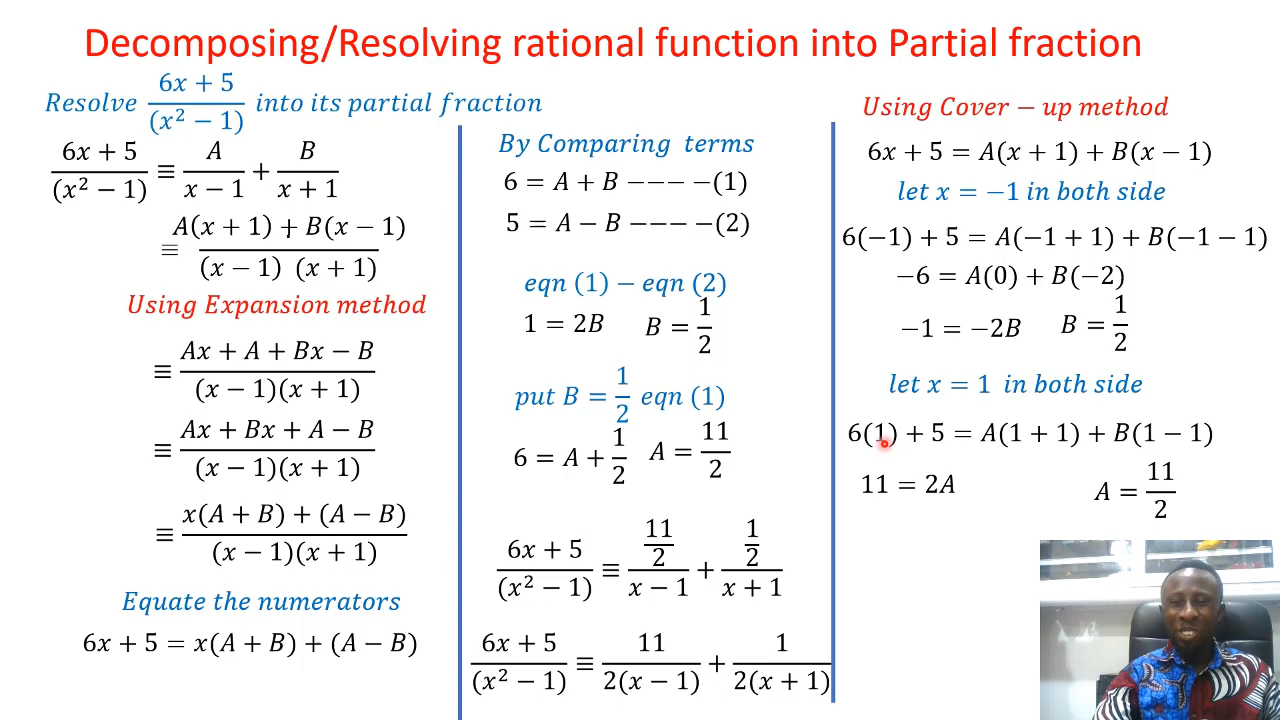 Decomposing/Resolving rational function into Partial fraction
Resolve (6x + 5)/((x² − 1)) into its partial fraction
(6x + 5)/((x² − 1)) ≡ A/(x − 1) + B/(x + 1)
≡ (A(x + 1) + B(x − 1))/((x − 1) (x + 1))
Using Expansion method
≡ (Ax + A + Bx − B)/((x − 1)(x + 1))
≡ (Ax + Bx + A − B)/((x − 1)(x + 1))
≡ (x(A + B) + (A − B))/((x − 1)(x + 1))
Equate the numerators
6x + 5 = x(A + B) + (A − B)
By Comparing terms
6 = A + B −−− −(1)
5 = A − B −−− −(2)
eqn (1) − eqn (2)
1 = 2B B = 1/2
put B = 1/2 eqn (1)
6 = A + 1/2 A = 11/2
(6x + 5)/((x² − 1)) ≡ (11/2)/(x − 1) + (1/2)/(x + 1)
(6x + 5)/((x² − 1)) ≡ 11/(2(x − 1)) + 1/(2(x + 1))
Using Cover − up method
6x + 5 = A(x + 1) + B(x − 1)
let x = −1 in both side
6(−1) + 5 = A(−1 + 1) + B(−1 − 1)
−6 = A(0) + B(−2)
−1 = −2B B = 1/2
let x = 1 in both side
6(1) + 5 = A(1 + 1) + B(1 − 1)
11 = 2A A = 11/2